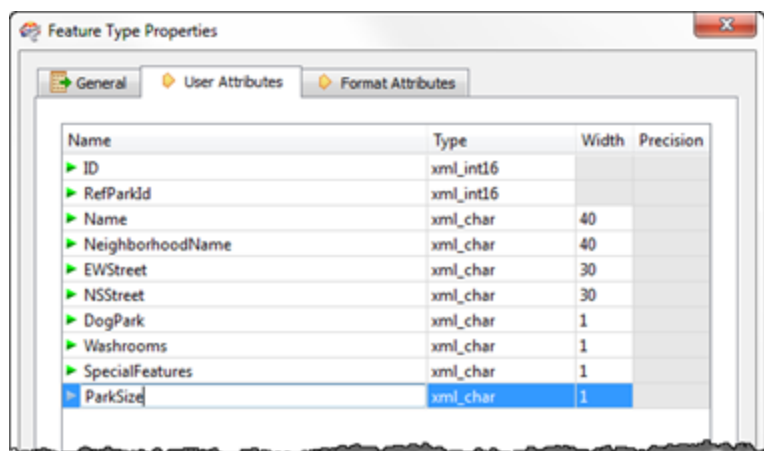 Feature Type Properties
General User Attributes Format Attributes
Name Type Width Precision
ID xml_int16
RefParkId xml_int16
Name xml_char 40
NeighborhoodName xml_char 40
EWStreet xml_char 30
NSStreet xml_char 30
DogPark xml_char 1
Washrooms xml_char 1
SpecialFeatures xml_char 1
ParkSize xml_char 1